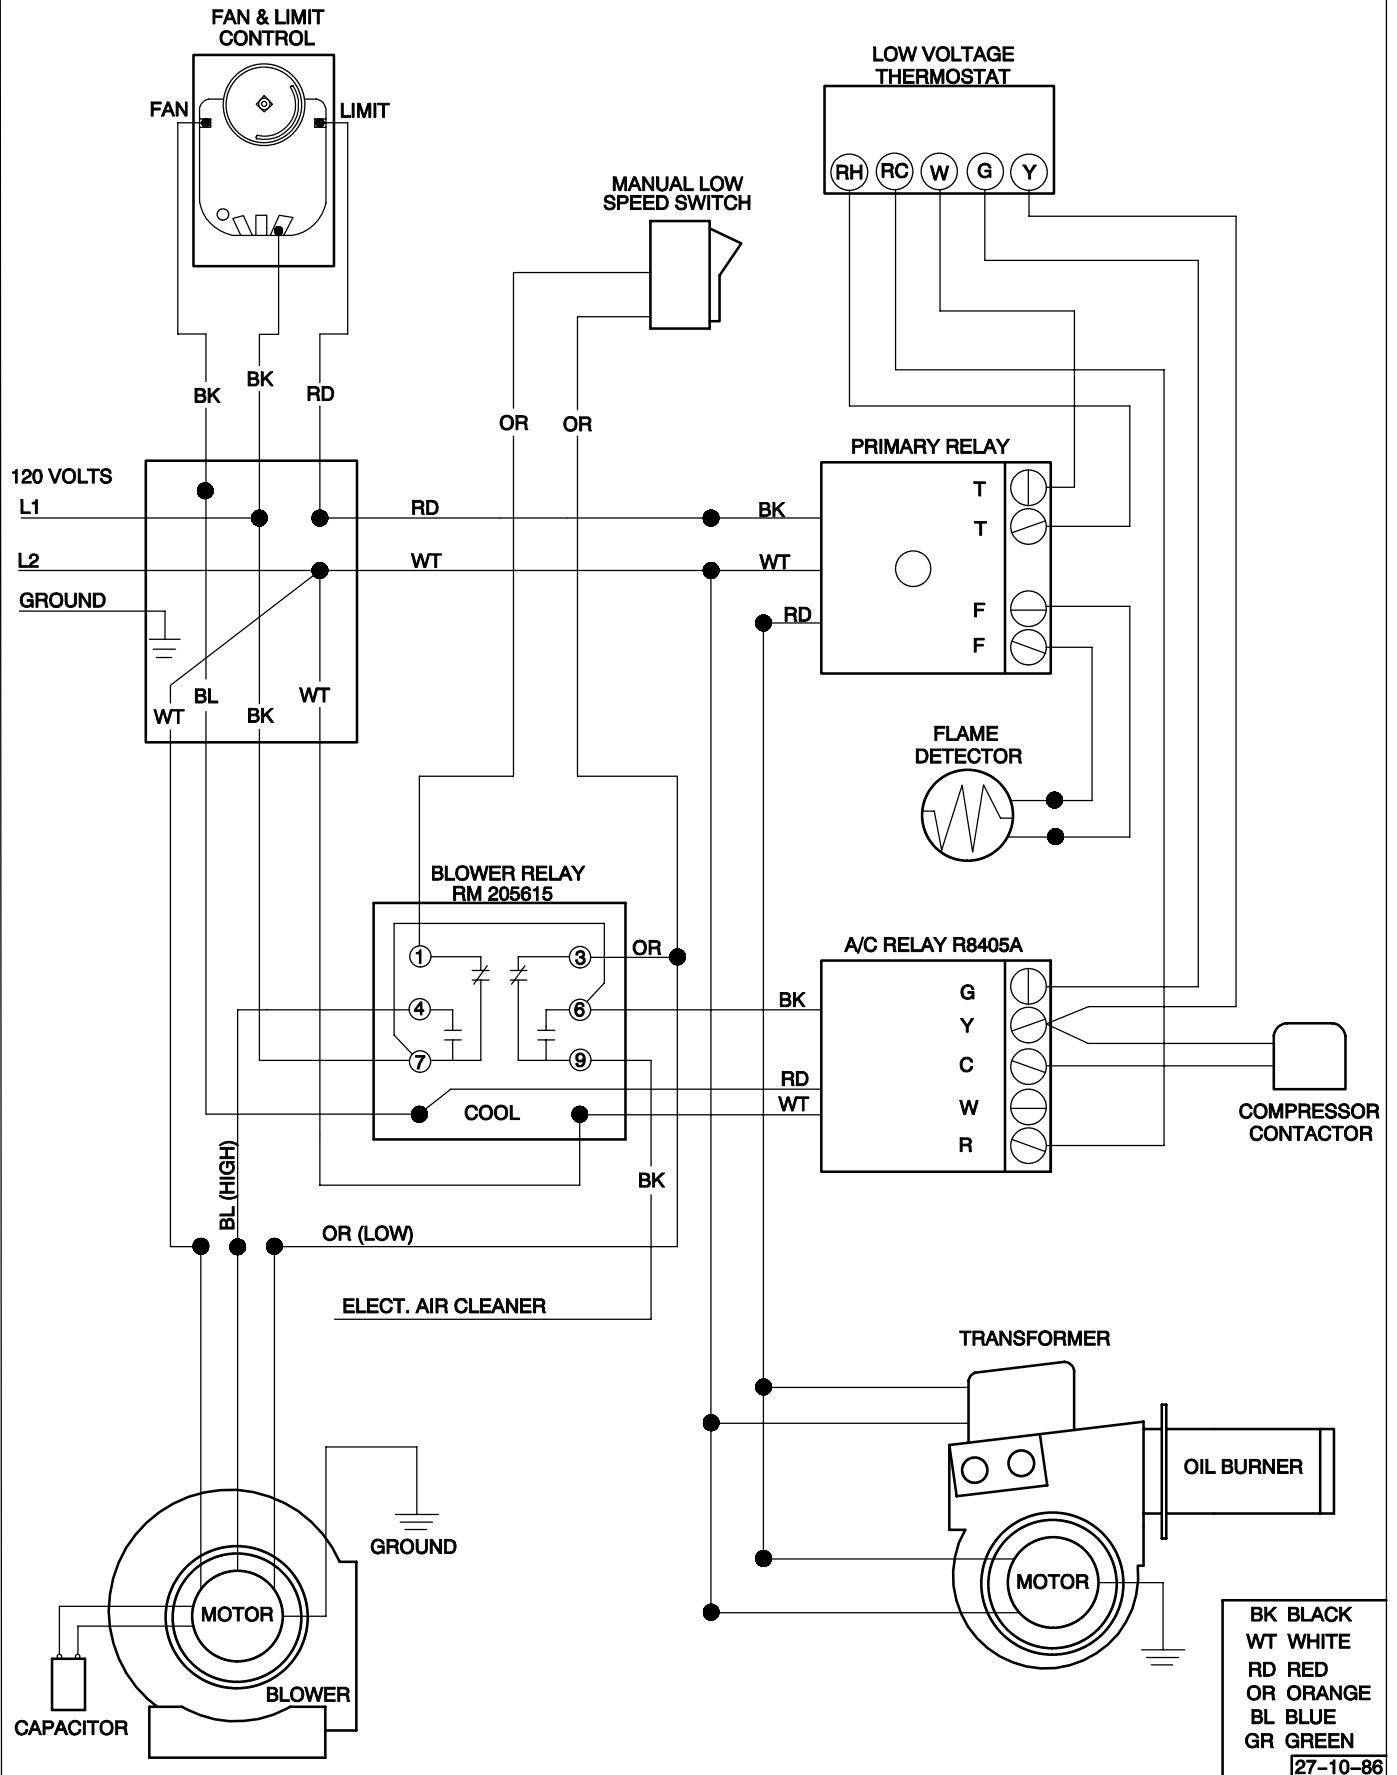 FAN & LIMIT
CONTROL
FAN
LIMIT
LOW VOLTAGE
THERMOSTAT
RH RC W G Y
MANUAL LOW
SPEED SWITCH
BK
BK
RD
OR
OR
PRIMARY RELAY
120 VOLTS
L1
RD
BK
T
T
L2
WT
WT
GROUND
RD
F
F
BL
WT
WT
BK
FLAME
DETECTOR
BLOWER RELAY
RM 205615
1
3
OR
4
6
7
9
COOL
A/C RELAY R8405A
BK
G
Y
C
RD
WT
W
R
COMPRESSOR
CONTACTOR
BL (HIGH)
BK
OR (LOW)
ELECT. AIR CLEANER
TRANSFORMER
OIL BURNER
GROUND
MOTOR
MOTOR
BLOWER
CAPACITOR
BK BLACK
WT WHITE
RD RED
OR ORANGE
BL BLUE
GR GREEN
27-10-86